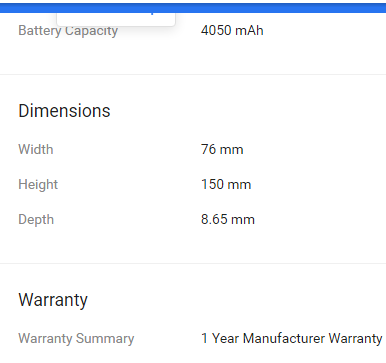 Battery Capacity 4050 mAh
Dimensions
Width 76 mm
Height 150 mm
Depth 8.65 mm
Warranty
Warranty Summary 1 Year Manufacturer Warranty